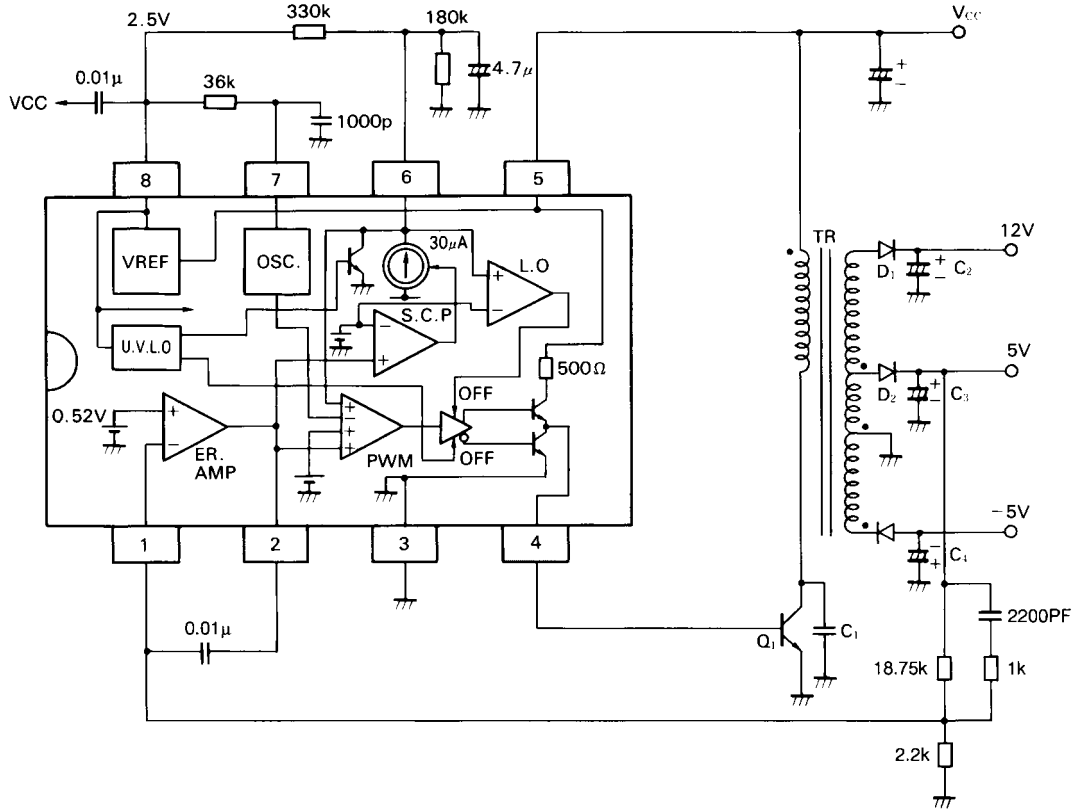 2.5V 330k 180k V_CC
4.7μ + −
0.01μ 36k
VCC 1000p
8 7 6 5
30μA TR 12V
VREF OSC. L.O D₁ + − C₂
S.C.P
U.V.L.O 5V
500Ω
OFF D₂ + − C₃
0.52V
ER. AMP PWM OFF
−5V
− + C₄
1 2 3 4
2200PF
0.01μ Q₁ C₁
18.75k 1k
2.2k